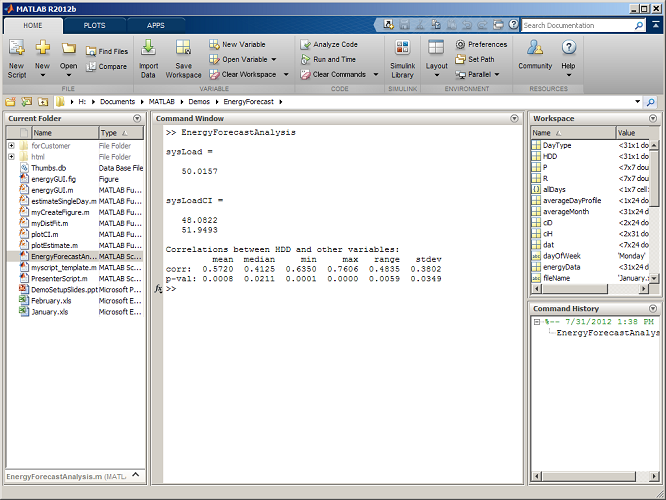 MATLAB R2012b
HOME PLOTS APPS Search Documentation
New Script
New
Open
Find Files
Compare
FILE
Import Data
Save Workspace
New Variable
Open Variable
Clear Workspace
VARIABLE
Analyze Code
Run and Time
Clear Commands
CODE
Simulink Library
SIMULINK
Layout
Preferences
Set Path
Parallel
ENVIRONMENT
Community
Help
RESOURCES
H: Documents MATLAB Demos EnergyForecast
Current Folder
Name Type
forCustomer File Folder
html File Folder
Thumbs.db Data Base File
energyGUI.fig Figure
energyGUI.m MATLAB Fu...
estimateSingleDay.m MATLAB Fu...
myCreateFigure.m MATLAB Fu...
myDistFit.m MATLAB Fu...
plotCI.m MATLAB Fu...
plotEstimate.m MATLAB Fu...
EnergyForecastAn... MATLAB Sc...
myscript_template.m MATLAB Sc...
PresenterScript.m MATLAB Sc...
DemoSetupSlides.ppt Microsoft P...
February.xls Microsoft E...
January.xls Microsoft E...
EnergyForecastAnalysis.m (MATL...
Command Window
>> EnergyForecastAnalysis
sysLoad =
50.0157
sysLoadCI =
48.0822
51.9493
Correlations between HDD and other variables:
mean median min max range stdev
corr: 0.5720 0.4125 0.6350 0.7606 0.4835 0.3802
p-val: 0.0008 0.0211 0.0001 0.0000 0.0059 0.0349
fx >>
Workspace
Name Value
DayType <31x1 do
HDD <31x1 do
P <7x7 dou
R <7x7 dou
allDays <1x7 cell
averageDayProfile <1x24 do
averageMonth <31x24 d
ciD <2x24 do
ciH <2x31 do
dat <7x24 do
dayOfWeek 'Monday'
energyData <31x24 d
fileName 'January.
Command History
%-- 7/31/2012 1:38 PM
EnergyForecastAnalys